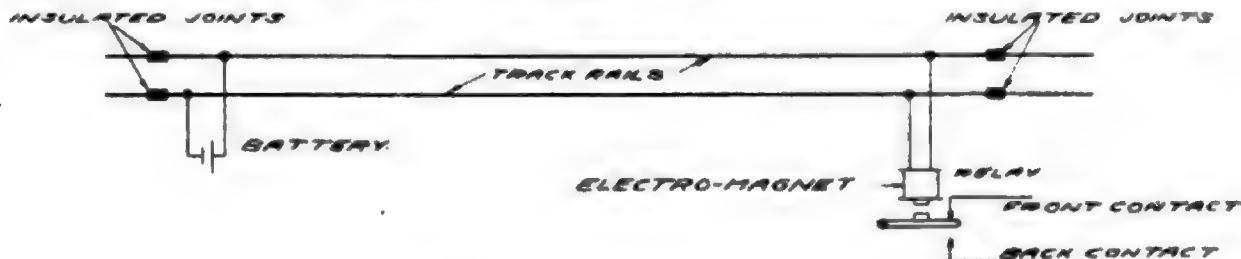 INSULATED JOINTS
INSULATED JOINTS
TRACK RAILS
BATTERY.
ELECTRO-MAGNET
RELAY
FRONT CONTACT
BACK CONTACT